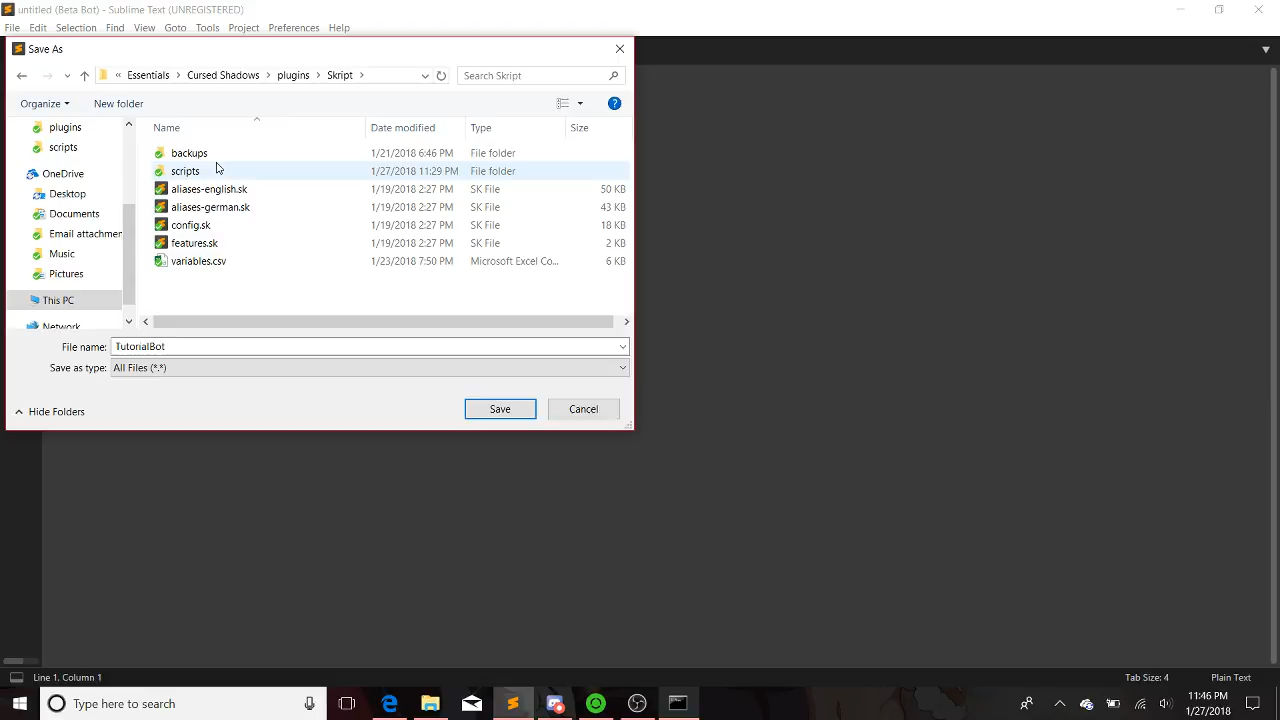 untitled (Beta Bot) - Sublime Text (UNREGISTERED)
File Edit Selection Find View Goto Tools Project Preferences Help
Save As
« Essentials > Cursed Shadows > plugins > Skript >
Search Skript
Organize
New folder
Name
Date modified
Type
Size
plugins
scripts
OneDrive
Desktop
Documents
Email attachmen
Music
Pictures
This PC
Network
backups 1/21/2018 6:46 PM File folder
scripts 1/27/2018 11:29 PM File folder
aliases-english.sk 1/19/2018 2:27 PM SK File 50 KB
aliases-german.sk 1/19/2018 2:27 PM SK File 43 KB
config.sk 1/19/2018 2:27 PM SK File 18 KB
features.sk 1/19/2018 2:27 PM SK File 2 KB
variables.csv 1/23/2018 7:50 PM Microsoft Excel Co... 6 KB
File name: TutorialBot
Save as type: All Files (*.*)
Hide Folders
Save
Cancel
Line 1, Column 1
Tab Size: 4
Plain Text
Type here to search
11:46 PM
1/27/2018